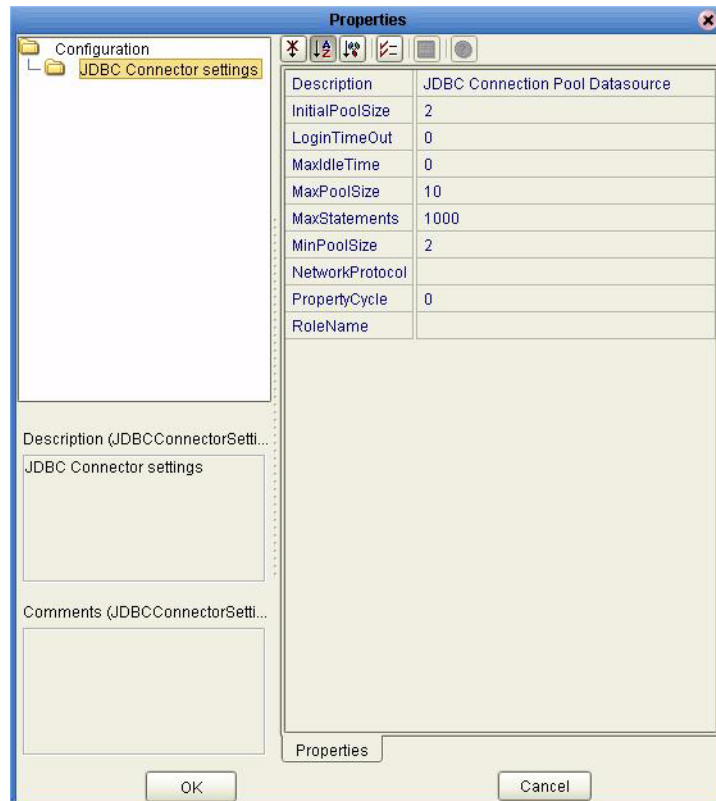 Properties
Configuration
JDBC Connector settings
Description JDBC Connection Pool Datasource
InitialPoolSize 2
LoginTimeOut 0
MaxIdleTime 0
MaxPoolSize 10
MaxStatements 1000
MinPoolSize 2
NetworkProtocol
PropertyCycle 0
RoleName
Description (JDBCConnectorSetti...
JDBC Connector settings
Comments (JDBCConnectorSetti...
Properties
OK Cancel